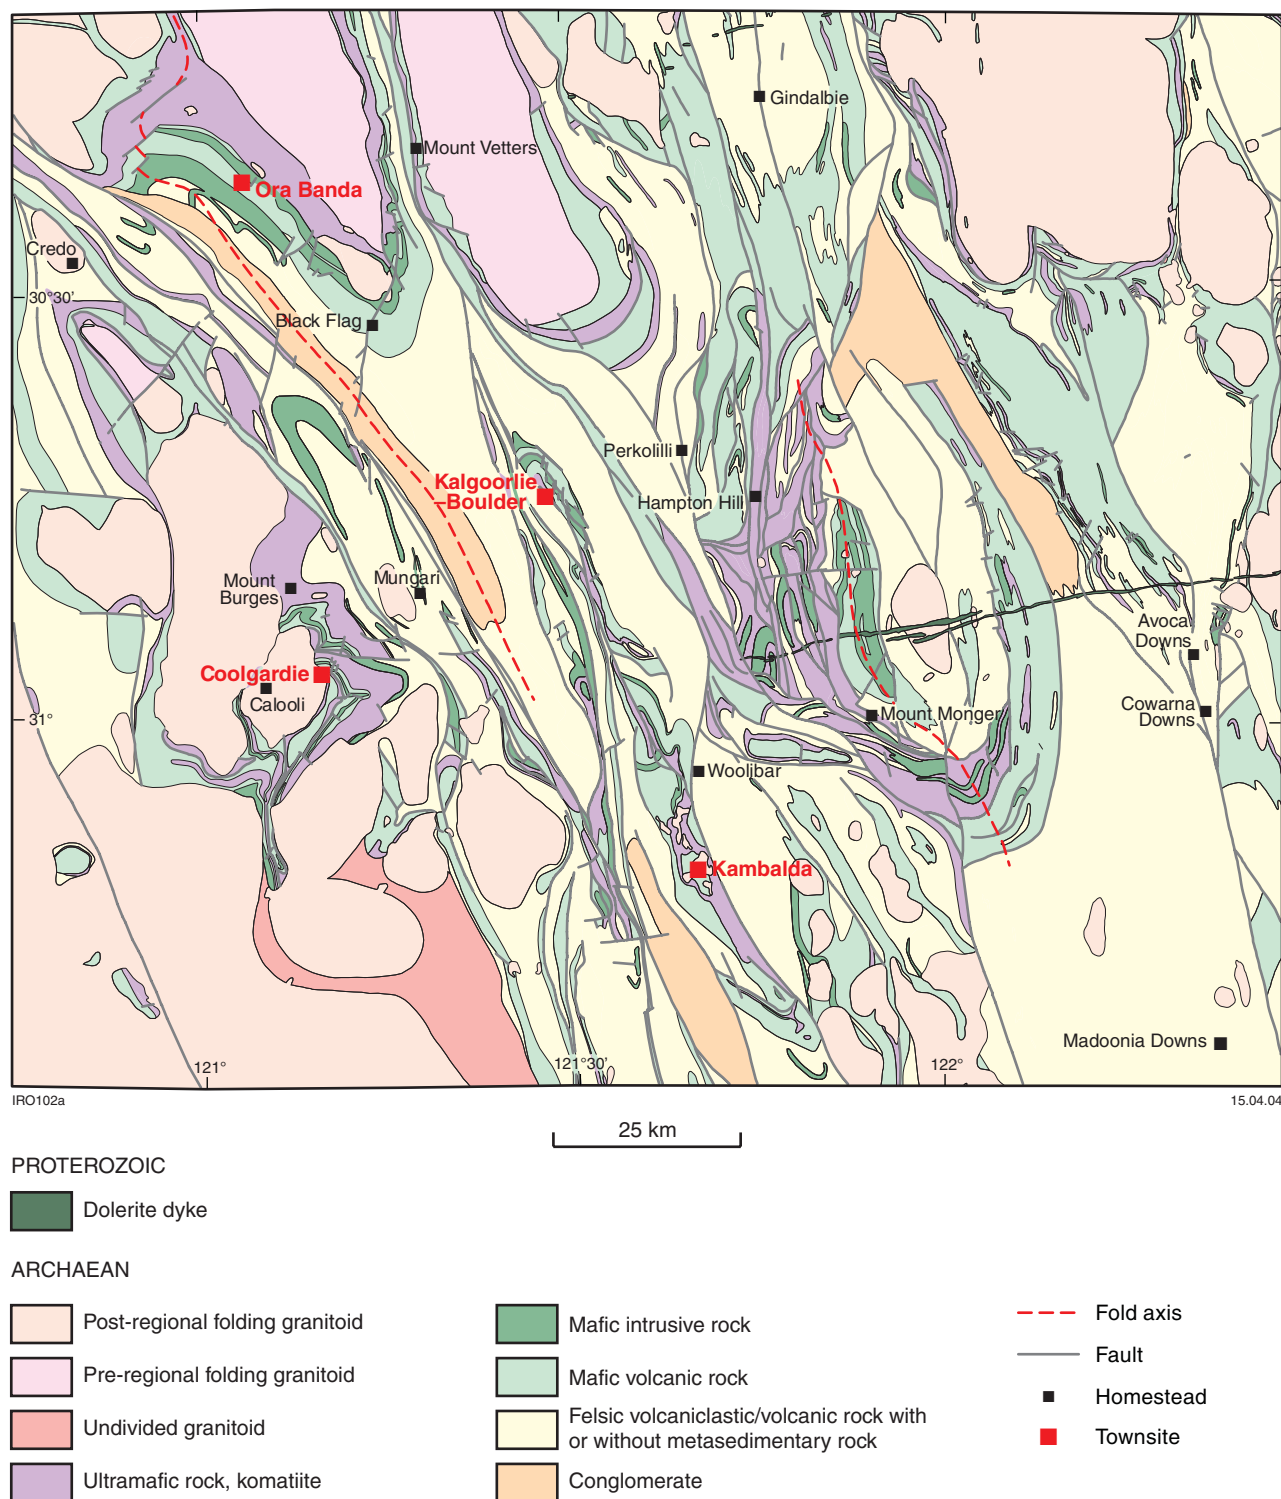 Gindalbie
Mount Vetters
Ora Banda
Credo
30°30'
Black Flag
Perkolilli
Kalgoorlie
–Boulder
Hampton Hill
Mount
Burges
Mungari
Avoca
Downs
Coolgardie
Calooli
31°
Mount Monger
Cowarna
Downs
Woolibar
Kambalda
Madoonia Downs
121°
121°30'
122°
IRO102a
15.04.04
25 km
PROTEROZOIC
Dolerite dyke
ARCHAEAN
Post-regional folding granitoid
Pre-regional folding granitoid
Undivided granitoid
Ultramafic rock, komatiite
Mafic intrusive rock
Mafic volcanic rock
Felsic volcaniclastic/volcanic rock with
or without metasedimentary rock
Conglomerate
Fold axis
Fault
Homestead
Townsite